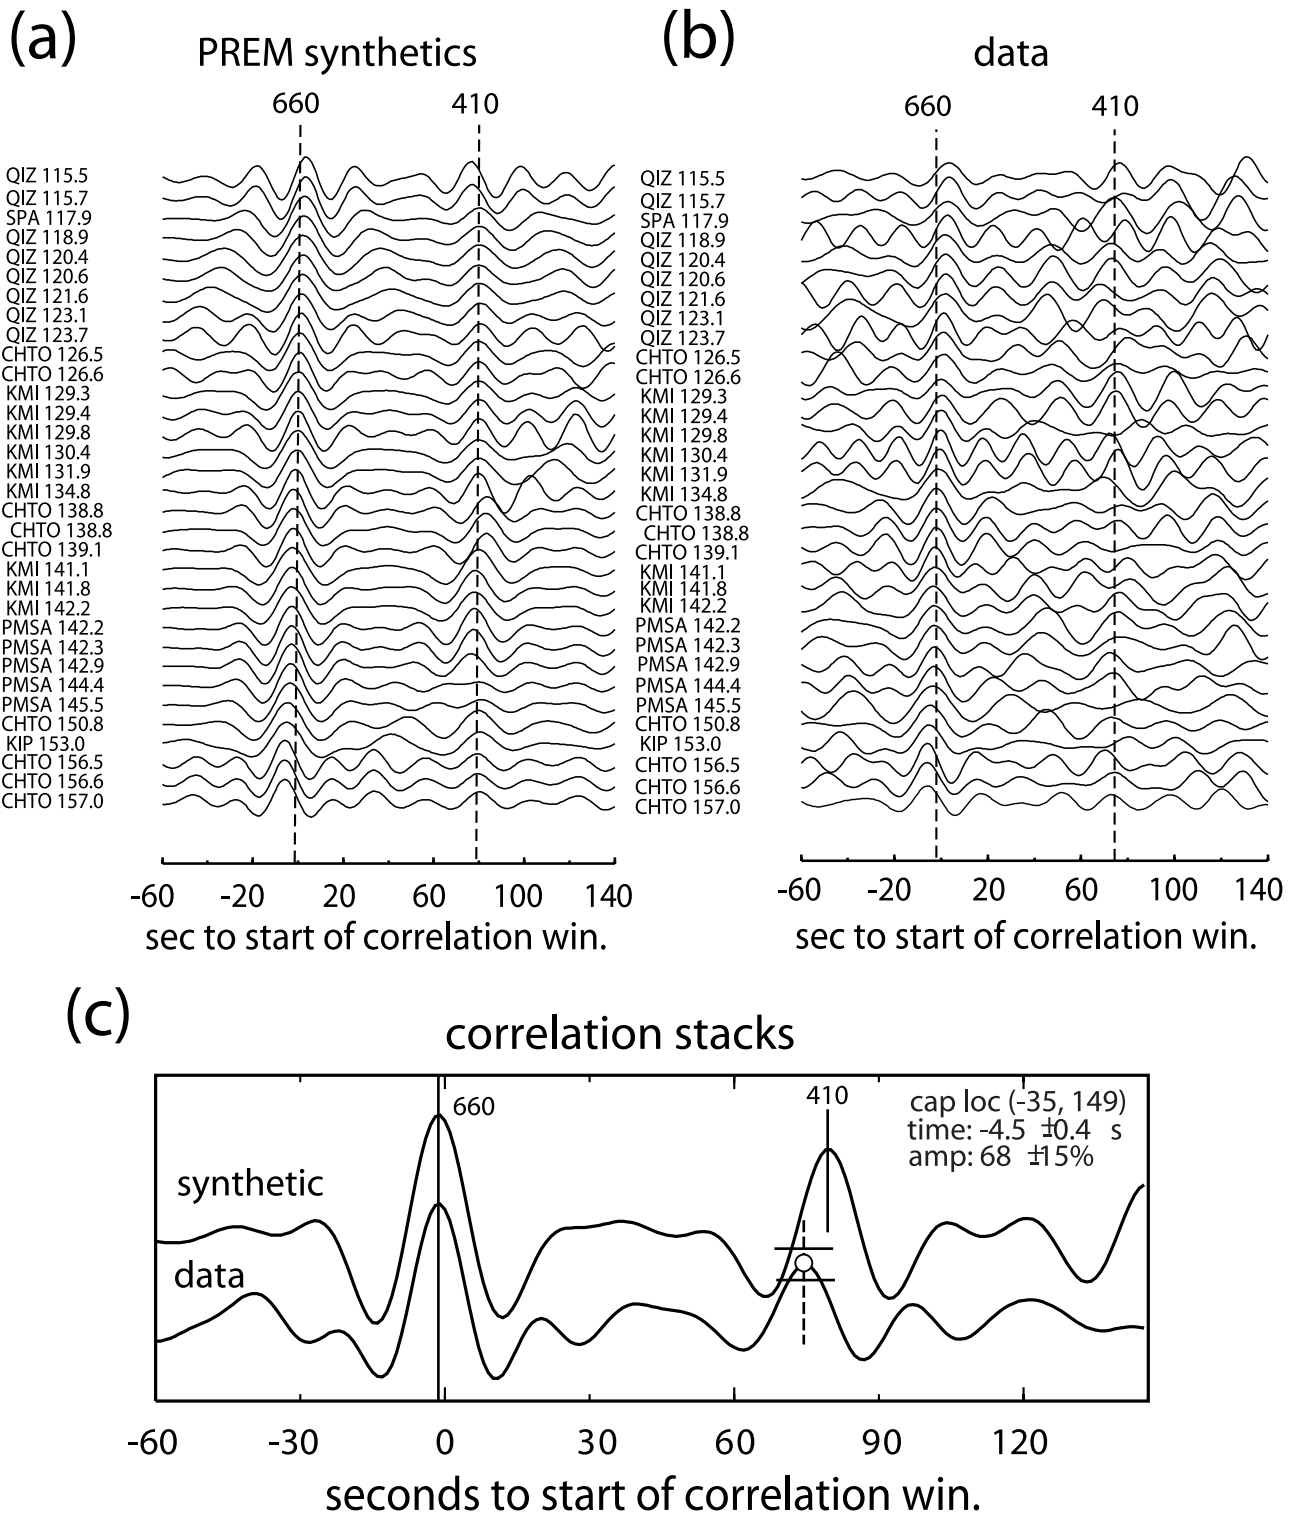 (a)
PREM synthetics
660 410
QIZ 115.5
QIZ 115.7
SPA 117.9
QIZ 118.9
QIZ 120.4
QIZ 120.6
QIZ 121.6
QIZ 123.1
QIZ 123.7
CHTO 126.5
CHTO 126.6
KMI 129.3
KMI 129.4
KMI 129.8
KMI 130.4
KMI 131.9
KMI 134.8
CHTO 138.8
CHTO 138.8
CHTO 139.1
KMI 141.1
KMI 141.8
KMI 142.2
PMSA 142.2
PMSA 142.3
PMSA 142.9
PMSA 144.4
PMSA 145.5
CHTO 150.8
KIP 153.0
CHTO 156.5
CHTO 156.6
CHTO 157.0
-60 -20 20 60 100 140
sec to start of correlation win.
(b)
data
660 410
QIZ 115.5
QIZ 115.7
SPA 117.9
QIZ 118.9
QIZ 120.4
QIZ 120.6
QIZ 121.6
QIZ 123.1
QIZ 123.7
CHTO 126.5
CHTO 126.6
KMI 129.3
KMI 129.4
KMI 129.8
KMI 130.4
KMI 131.9
KMI 134.8
CHTO 138.8
CHTO 138.8
CHTO 139.1
KMI 141.1
KMI 141.8
KMI 142.2
PMSA 142.2
PMSA 142.3
PMSA 142.9
PMSA 144.4
PMSA 145.5
CHTO 150.8
KIP 153.0
CHTO 156.5
CHTO 156.6
CHTO 157.0
-60 -20 20 60 100 140
sec to start of correlation win.
(c)
correlation stacks
660
410
cap loc (-35, 149)
time: -4.5 ±0.4 s
amp: 68 ±15%
synthetic
data
-60 -30 0 30 60 90 120
seconds to start of correlation win.